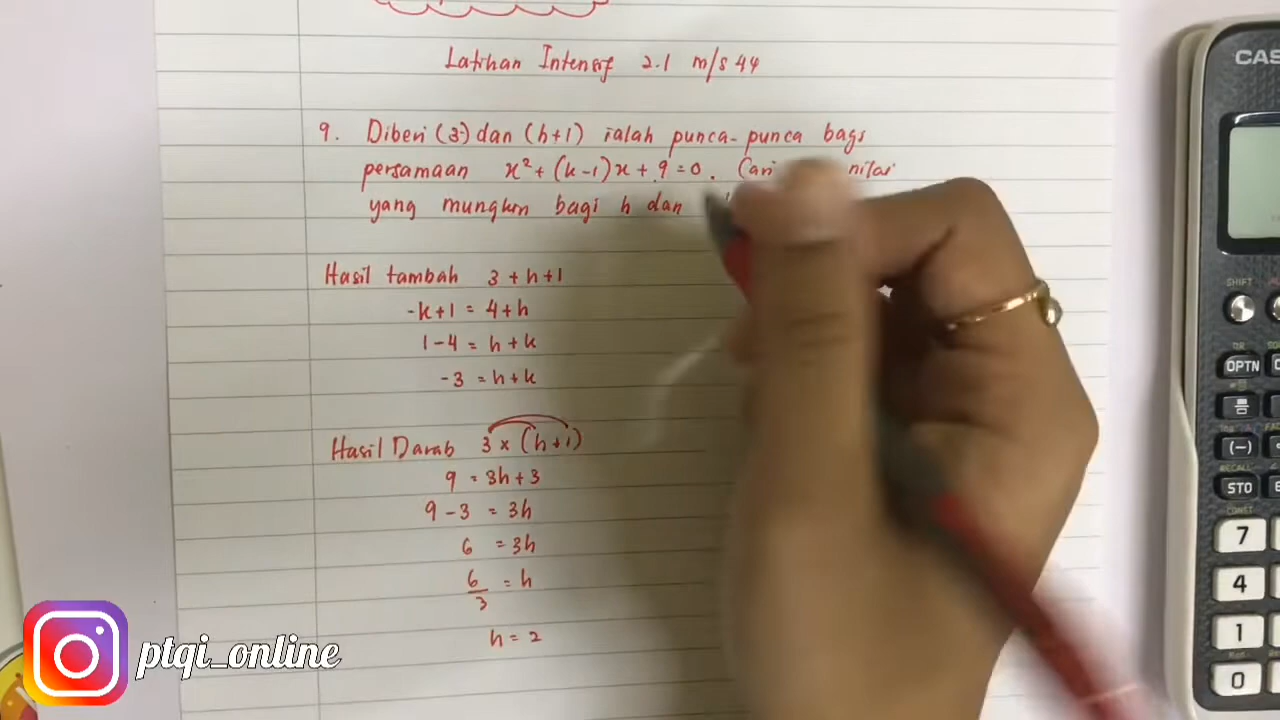 Latihan Intensif 2.1 m/s 44
9. Diberi (3) dan (h+1) ialah punca-punca bagi
persamaan x² + (k-1)x + 9 = 0. Cari nilai
yang mungkin bagi h dan
Hasil tambah 3 + h + 1
-k+1 = 4+h
1-4 = h+k
-3 = h+k
Hasil Darab 3 × (h+1)
9 = 3h+3
9-3 = 3h
6 = 3h
6/3 = h
h = 2
ptqi_online
CAS
SHIFT
OPTN
(−)
RECALL
STO
CONST
7
4
1
0